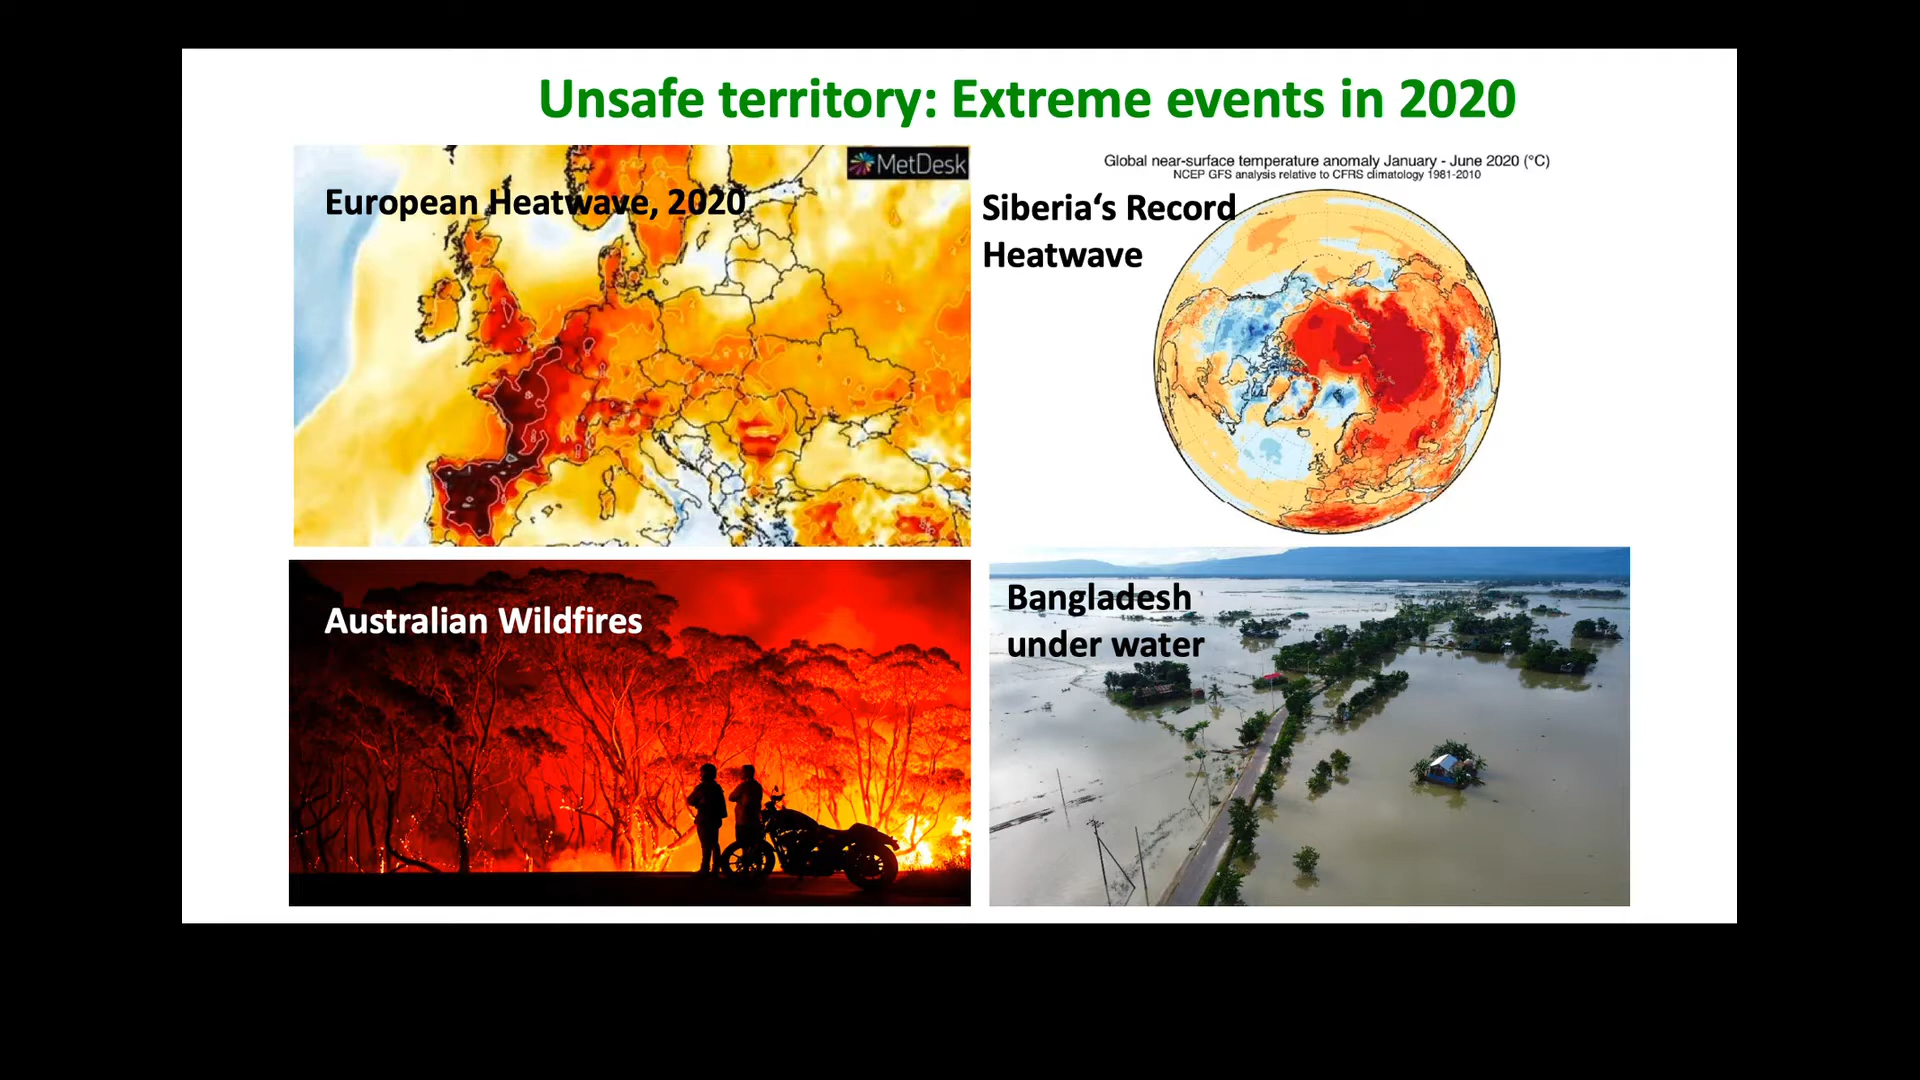 Unsafe territory: Extreme events in 2020
MetDesk
European Heatwave, 2020
Global near-surface temperature anomaly January - June 2020 (°C)
NCEP GFS analysis relative to CFRS climatology 1981-2010
Siberia‘s Record
Heatwave
Australian Wildfires
Bangladesh
under water